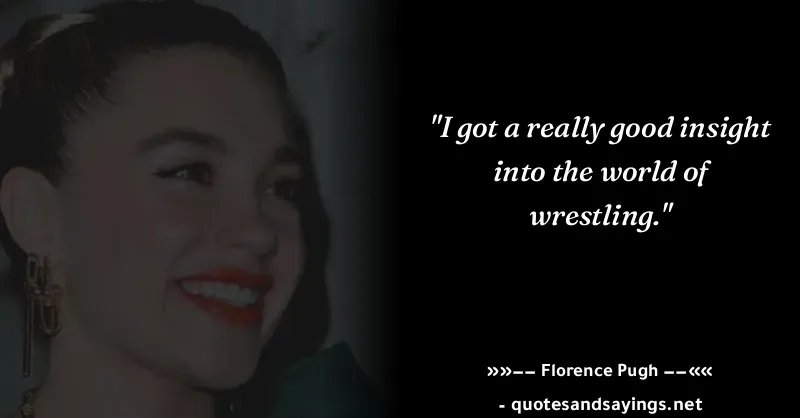 "I got a really good insight
into the world of
wrestling."
»»–– Florence Pugh ––««
- quotesandsayings.net